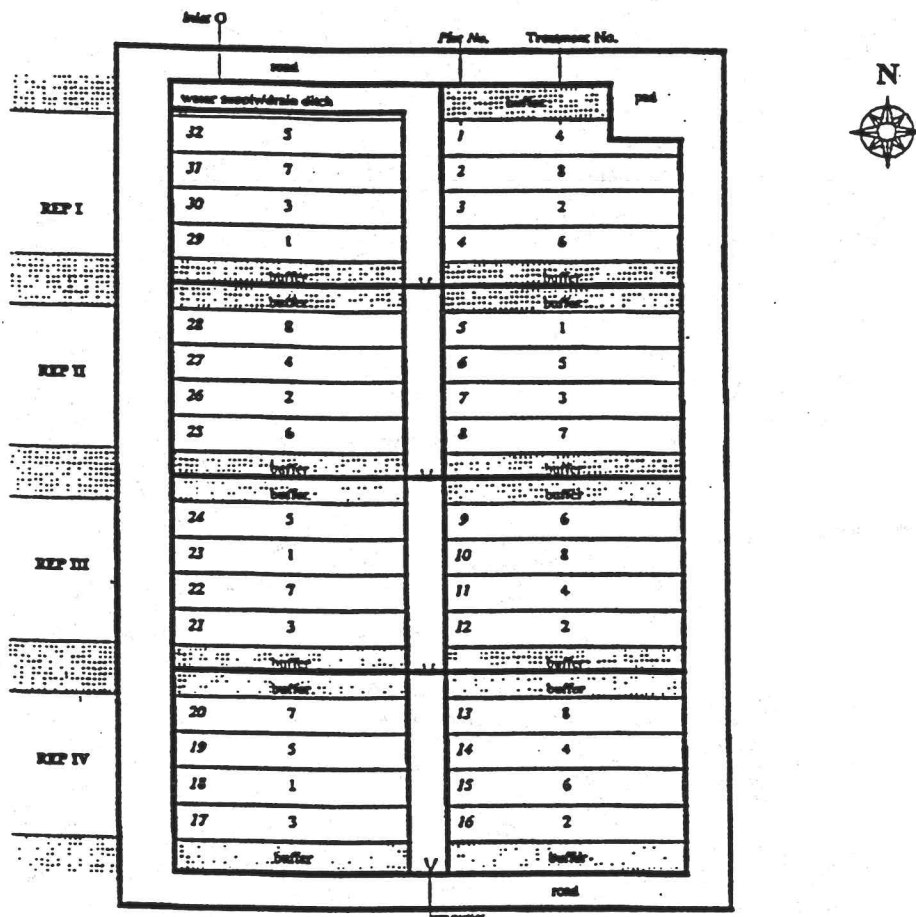 Inlet
Plot No. Treatment No.
N
road
water supply/drain ditch
buffer
pad
32 5
1 4
31 7
2 8
REP I
30 3
3 2
29 1
4 6
buffer
buffer
buffer
buffer
28 8
5 1
27 4
6 5
REP II
26 2
7 3
25 6
8 7
buffer
buffer
buffer
buffer
24 5
9 6
23 1
10 8
REP III
22 7
11 4
21 3
12 2
buffer
buffer
buffer
buffer
20 7
13 8
19 5
14 4
REP IV
18 1
15 6
17 3
16 2
buffer
buffer
road